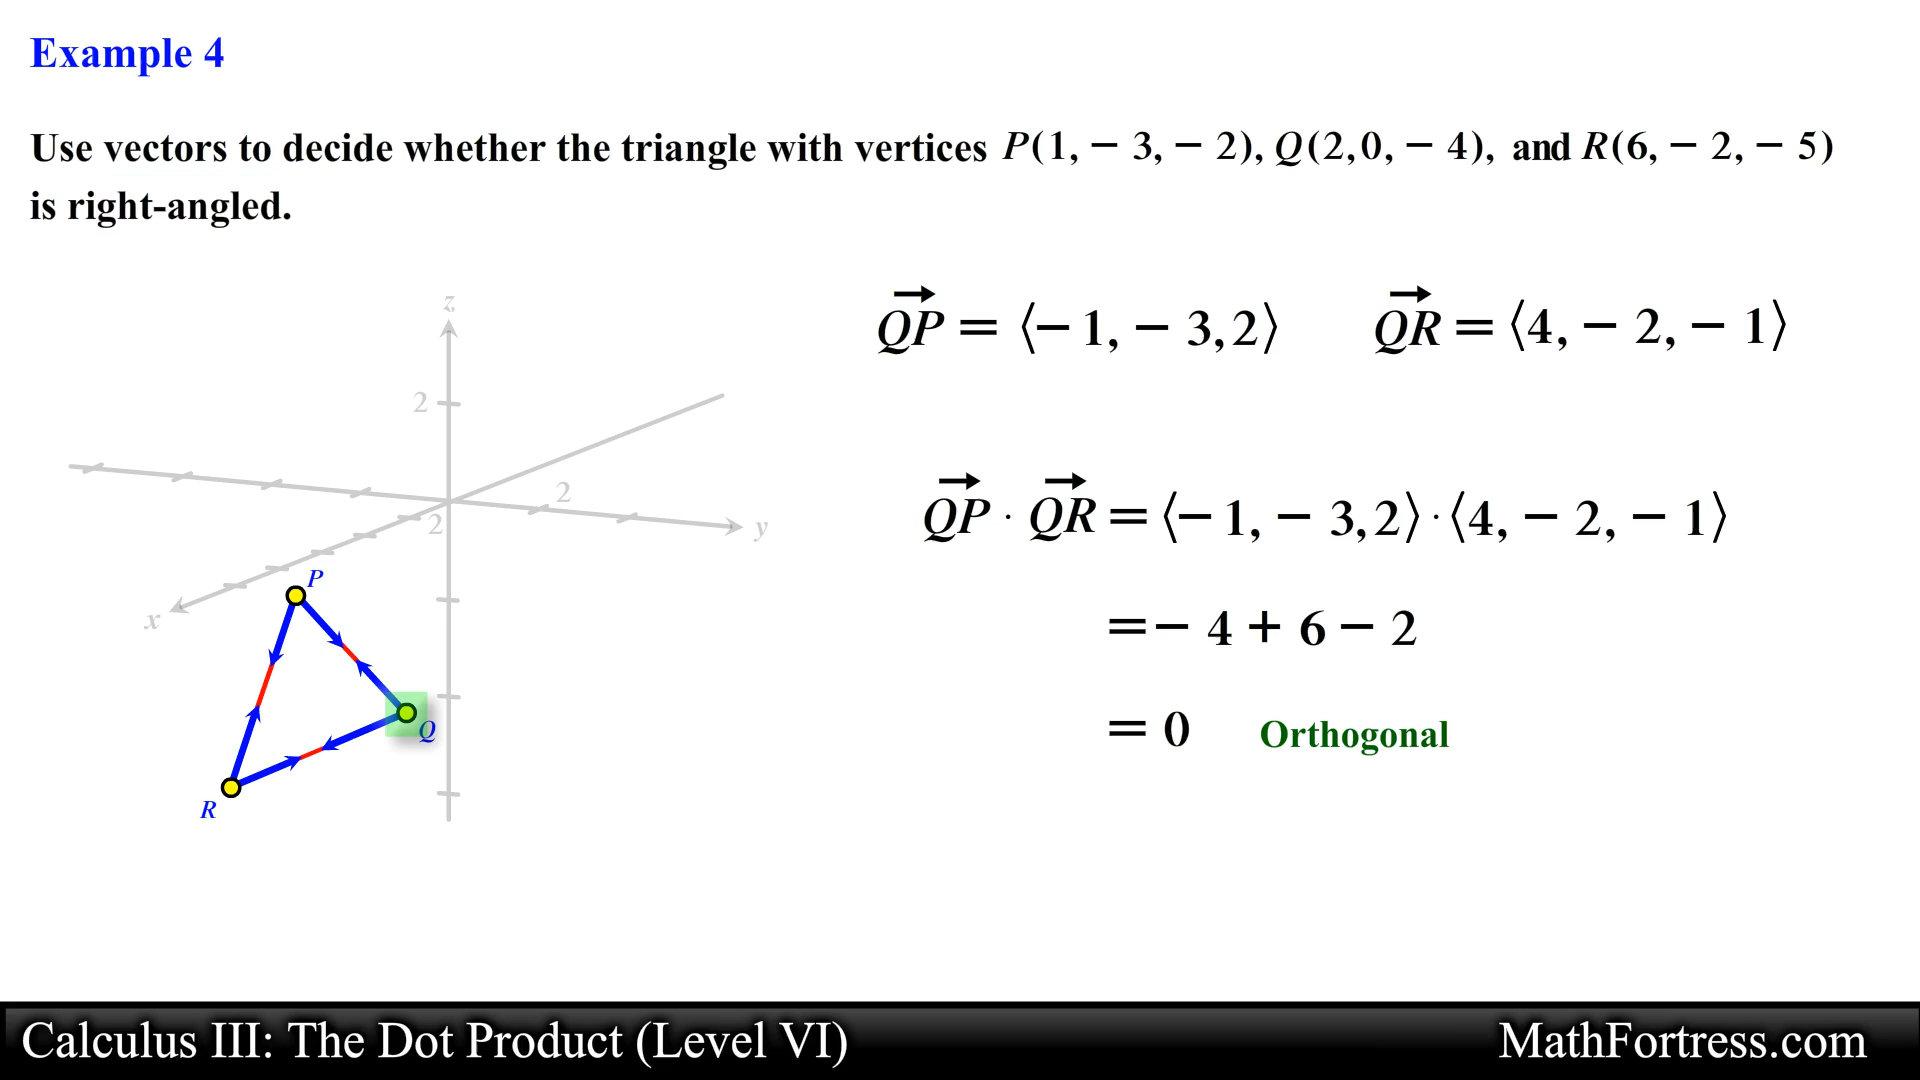 Example 4
Use vectors to decide whether the triangle with vertices P(1, − 3, − 2), Q(2,0, − 4), and R(6, − 2, − 5)
is right-angled.
QP→ = ⟨− 1, − 3,2⟩ QR→ = ⟨4, − 2, − 1⟩
z
2
2
2
y
x
P
Q
R
QP→ · QR→ = ⟨− 1, − 3,2⟩ · ⟨4, − 2, − 1⟩
= − 4 + 6 − 2
= 0 Orthogonal
Calculus III: The Dot Product (Level VI)
MathFortress.com